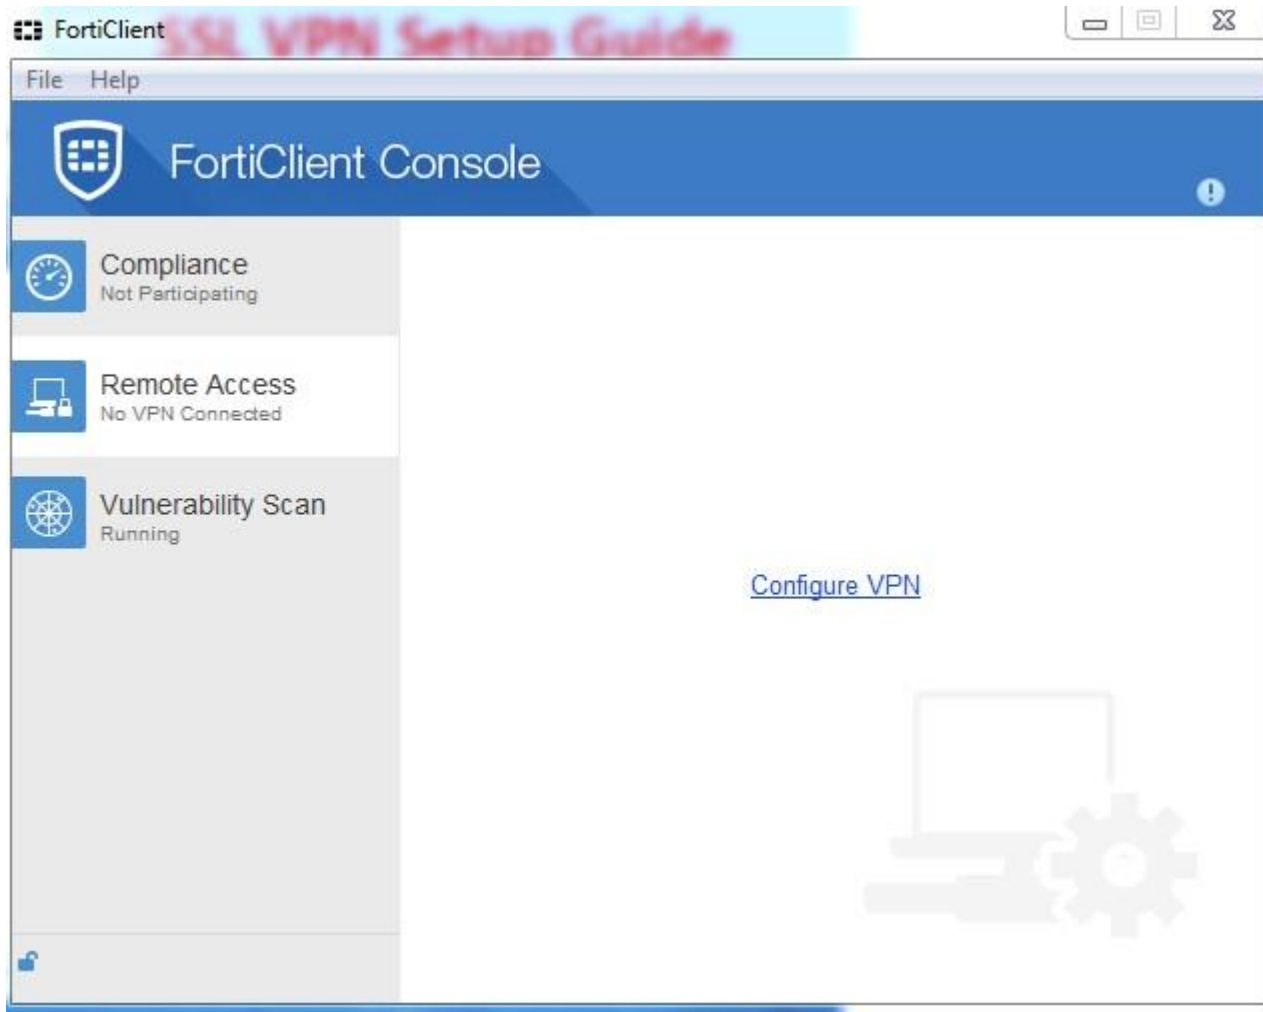 FortiClient
SSL VPN Setup Guide
File Help
FortiClient Console
Compliance
Not Participating
Remote Access
No VPN Connected
Vulnerability Scan
Running
Configure VPN